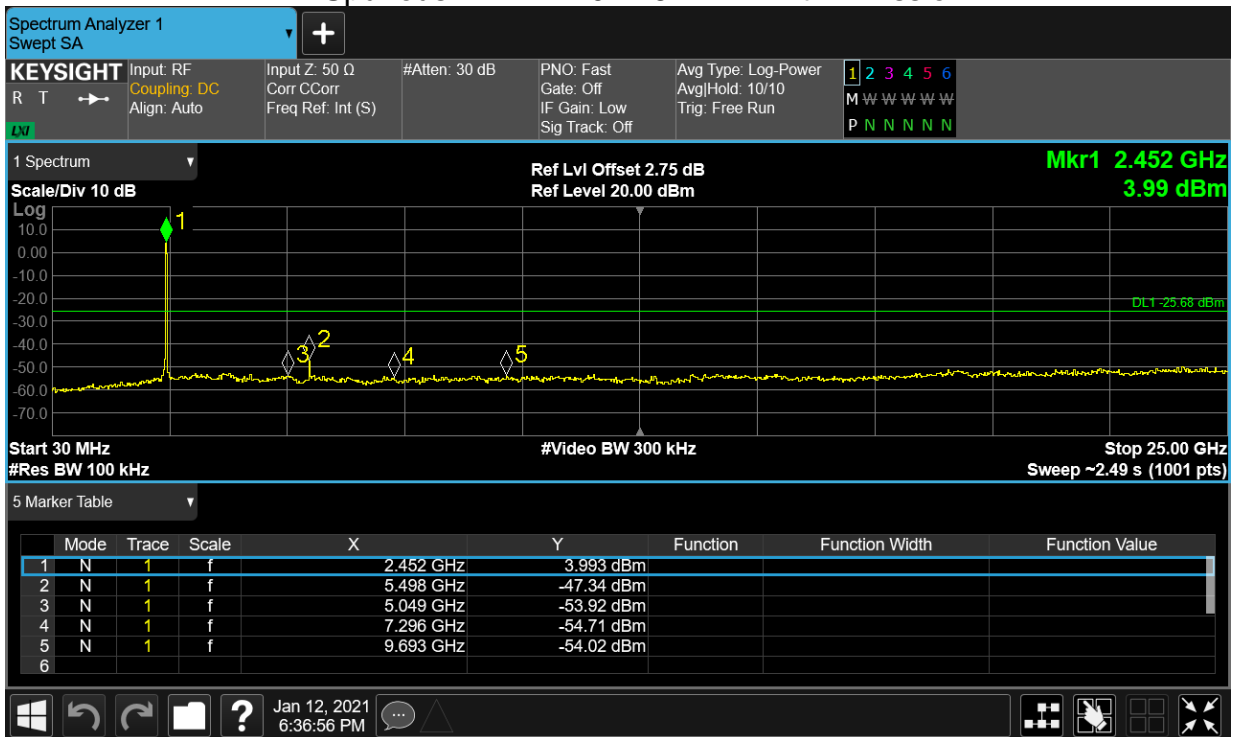 Spectrum Analyzer 1
Swept SA
+
KEYSIGHT Input: RF Input Z: 50 Ω #Atten: 30 dB PNO: Fast Avg Type: Log-Power 1 2 3 4 5 6
R T Coupling: DC Corr CCorr Gate: Off Avg|Hold: 10/10 M W W W W W
Align: Auto Freq Ref: Int (S) IF Gain: Low Trig: Free Run
LXI Sig Track: Off P N N N N N
1 Spectrum Ref Lvl Offset 2.75 dB Mkr1 2.452 GHz
Scale/Div 10 dB Ref Level 20.00 dBm 3.99 dBm
Log
1
10.0
0.00
-10.0
-20.0
DL1 -25.68 dBm
-30.0
-40.0
3 2 4 5
-50.0
-60.0
-70.0
Start 30 MHz #Video BW 300 kHz Stop 25.00 GHz
#Res BW 100 kHz Sweep ~2.49 s (1001 pts)
5 Marker Table
Mode Trace Scale X Y Function Function Width Function Value
1 N 1 f 2.452 GHz 3.993 dBm
2 N 1 f 5.498 GHz -47.34 dBm
3 N 1 f 5.049 GHz -53.92 dBm
4 N 1 f 7.296 GHz -54.71 dBm
5 N 1 f 9.693 GHz -54.02 dBm
6
? Jan 12, 2021
6:36:56 PM